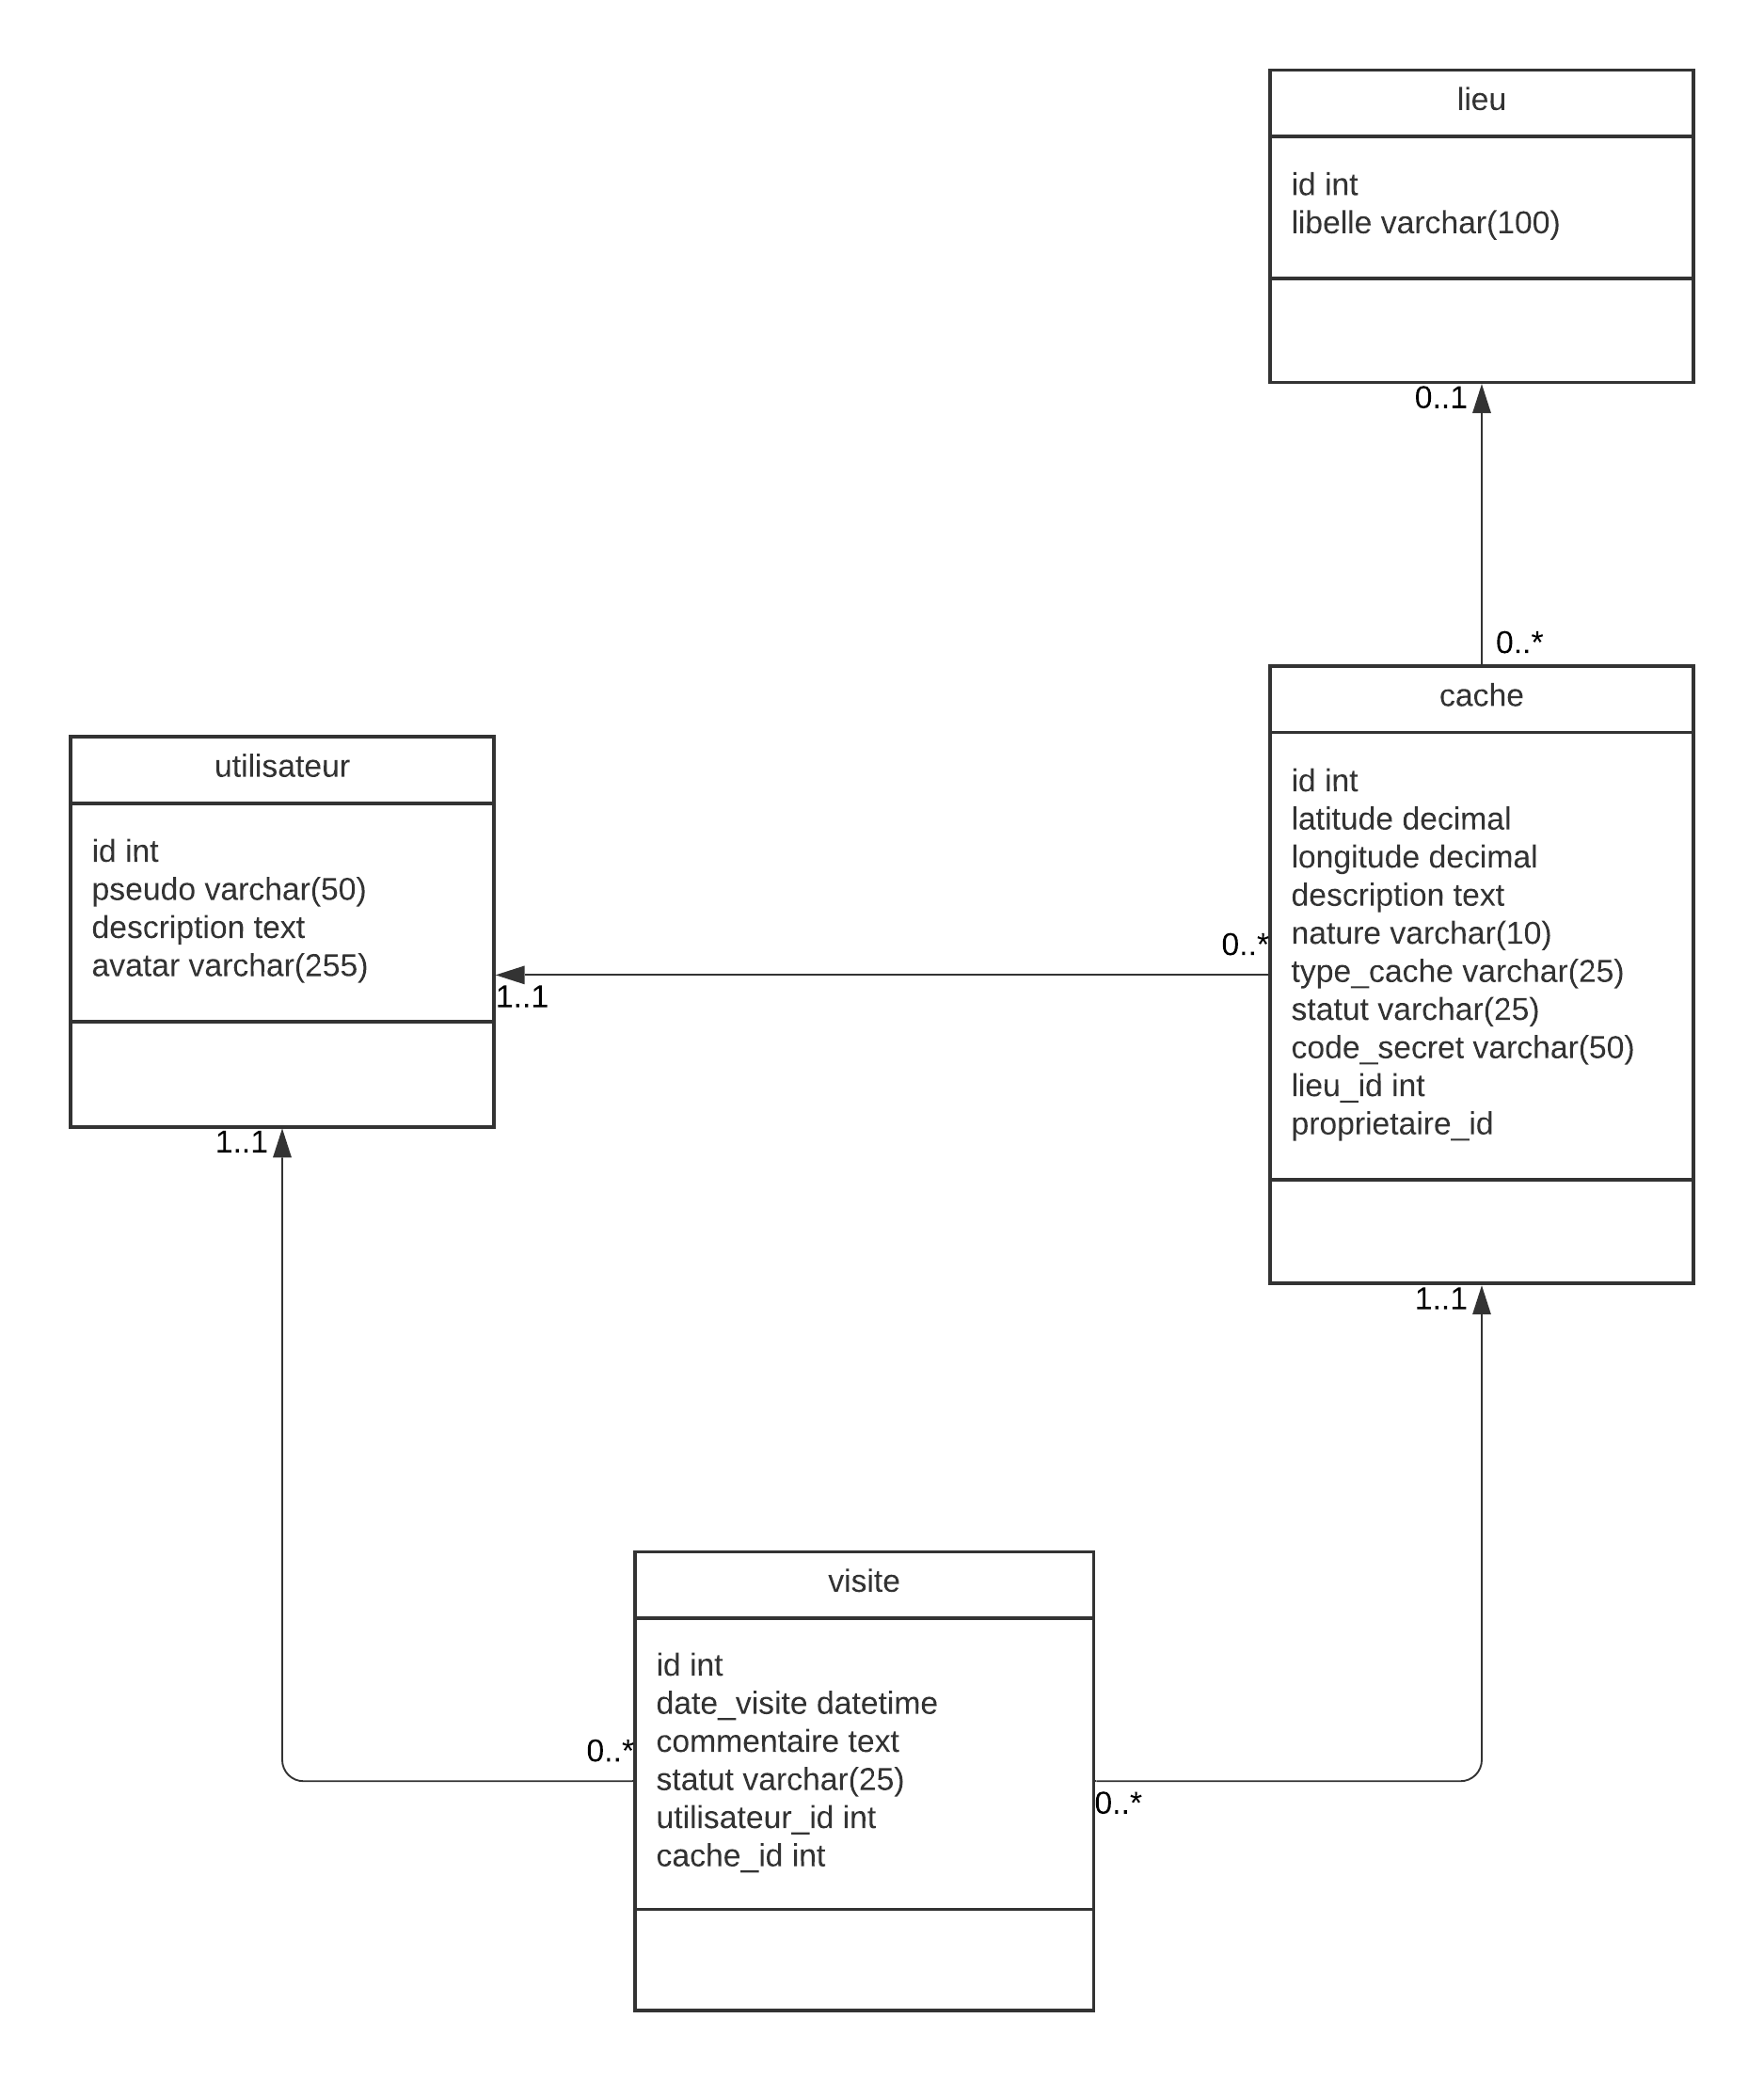 lieu
id int
libelle varchar(100)
0..1
0..*
cache
id int
latitude decimal
longitude decimal
description text
nature varchar(10)
type_cache varchar(25)
statut varchar(25)
code_secret varchar(50)
lieu_id int
proprietaire_id
utilisateur
id int
pseudo varchar(50)
description text
avatar varchar(255)
0..*
1..1
1..1
1..1
visite
id int
date_visite datetime
commentaire text
statut varchar(25)
utilisateur_id int
cache_id int
0..*
0..*